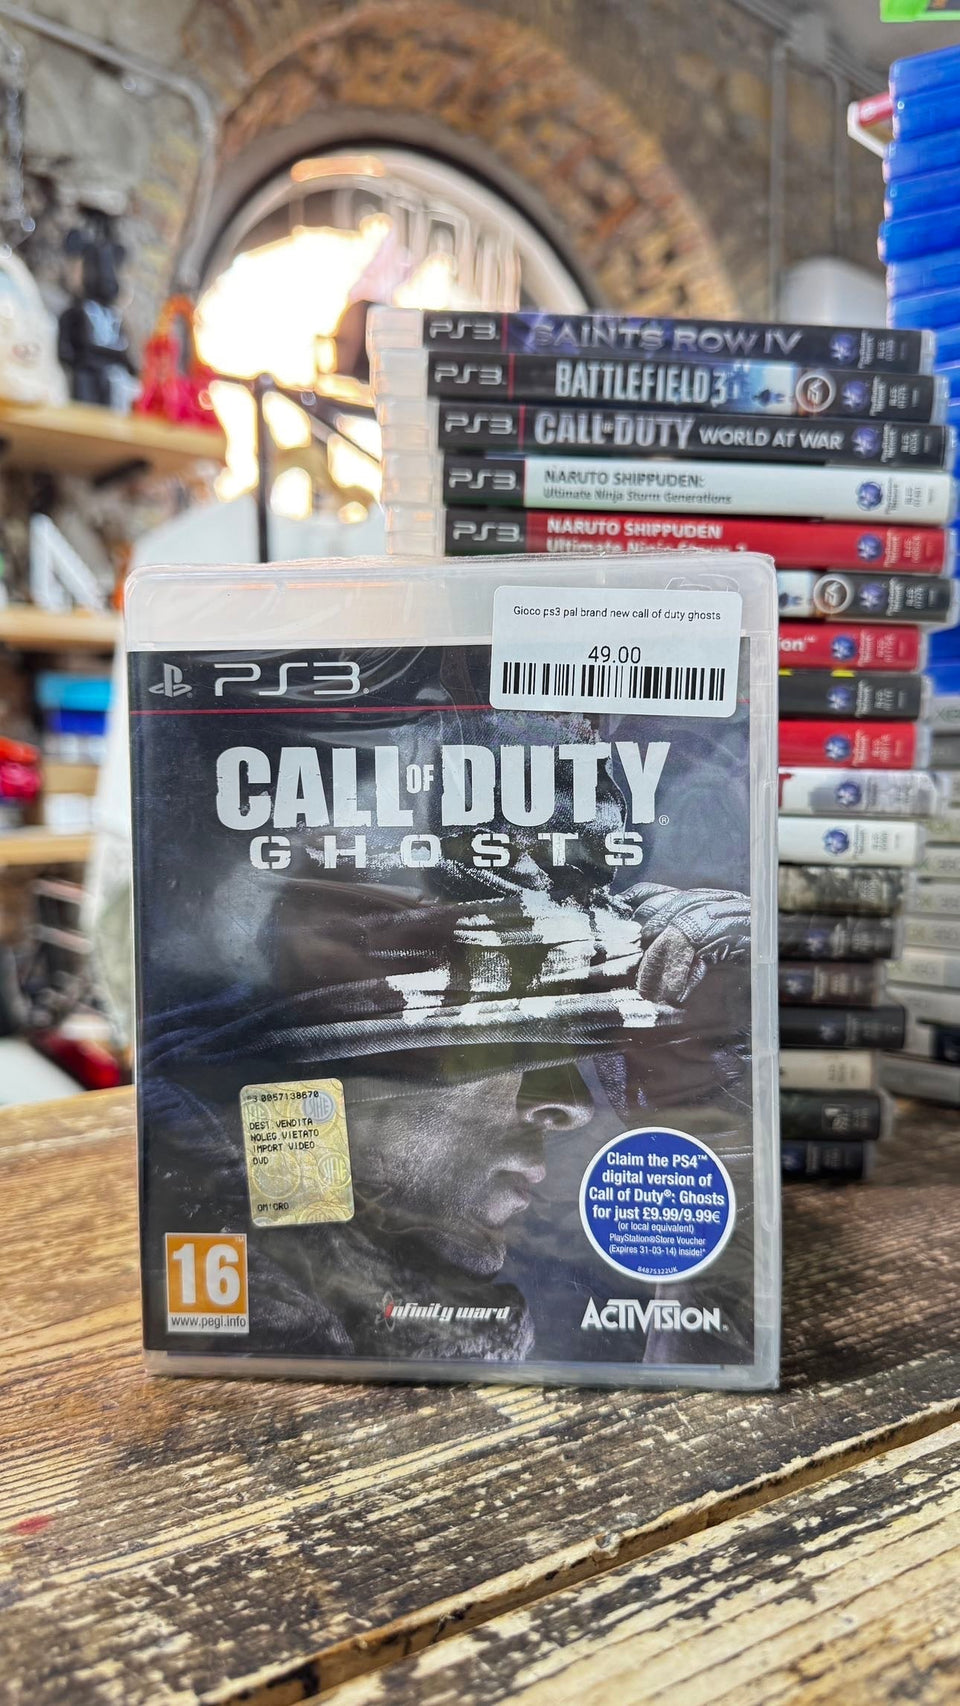 PS3 SAINTS ROW IV
PS3 BATTLEFIELD 3
PS3 CALL OF DUTY WORLD AT WAR
PS3 NARUTO SHIPPUDEN:
Ultimate Ninja Storm Generations
PS3 NARUTO SHIPPUDEN
Gioco ps3 pal brand new call of duty ghosts
49.00
PS3
CALL OF DUTY®
GHOSTS
0057138670
DEST.VENDITA
NOLEG.VIETATO
IMPORT VIDEO
DVD
Claim the PS4™
digital version of
Call of Duty®: Ghosts
for just £9.99/9.99€
(or local equivalent)
PlayStation®Store Voucher
(Expires 31-03-14) inside!*
84875322UK
16
www.pegi.info
infinity ward
ACTIVISION